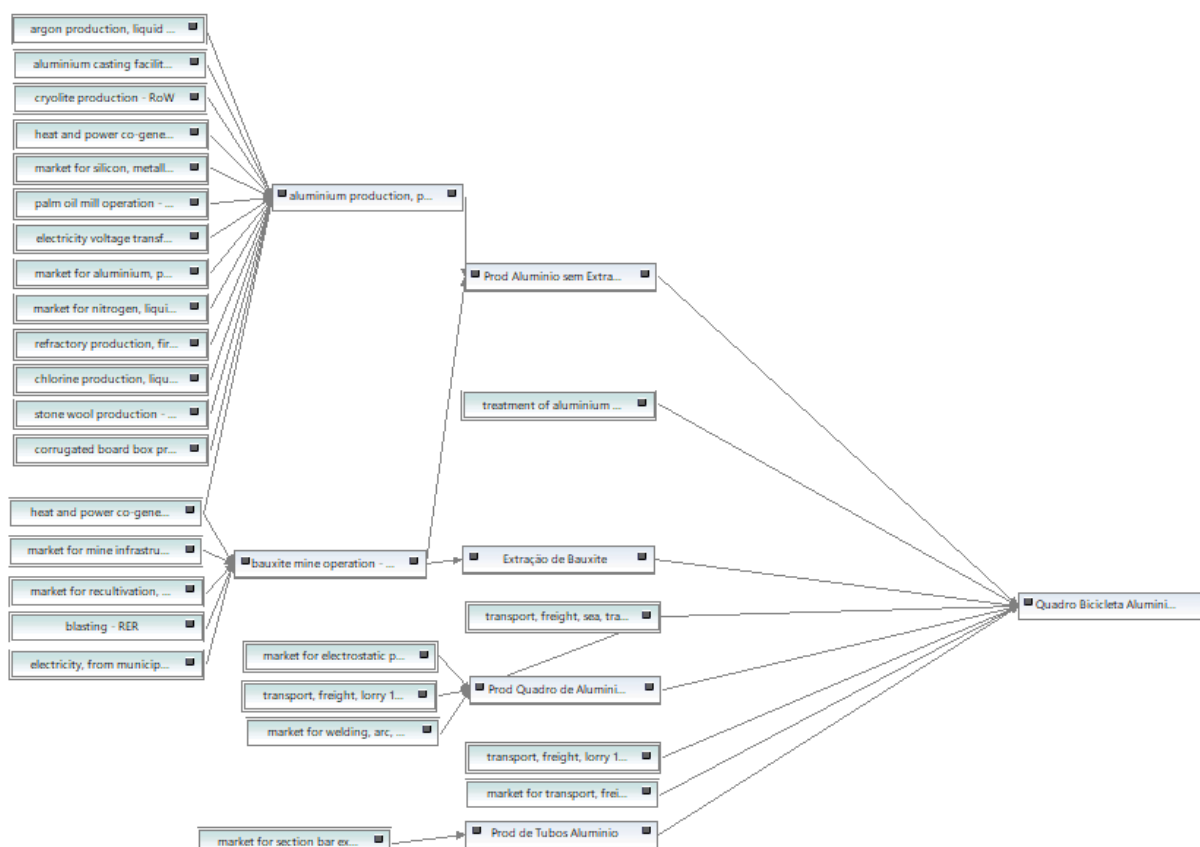 argon production, liquid ...
aluminium casting facilit...
cryolite production - RoW
heat and power co-gene...
market for silicon, metall...
palm oil mill operation - ...
electricity voltage transf...
market for aluminium, p...
market for nitrogen, liqui...
refractory production, fir...
chlorine production, liqu...
stone wool production - ...
corrugated board box pr...
heat and power co-gene...
market for mine infrastru...
market for recultivation, ...
blasting - RER
electricity, from municip...
aluminium production, p...
bauxite mine operation - ...
market for electrostatic p...
transport, freight, lorry 1...
market for welding, arc, ...
market for section bar ex...
Prod Aluminio sem Extra...
treatment of aluminium ...
Extração de Bauxite
transport, freight, sea, tra...
Prod Quadro de Alumini...
transport, freight, lorry 1...
market for transport, frei...
Prod de Tubos Aluminio
Quadro Bicicleta Alumini...